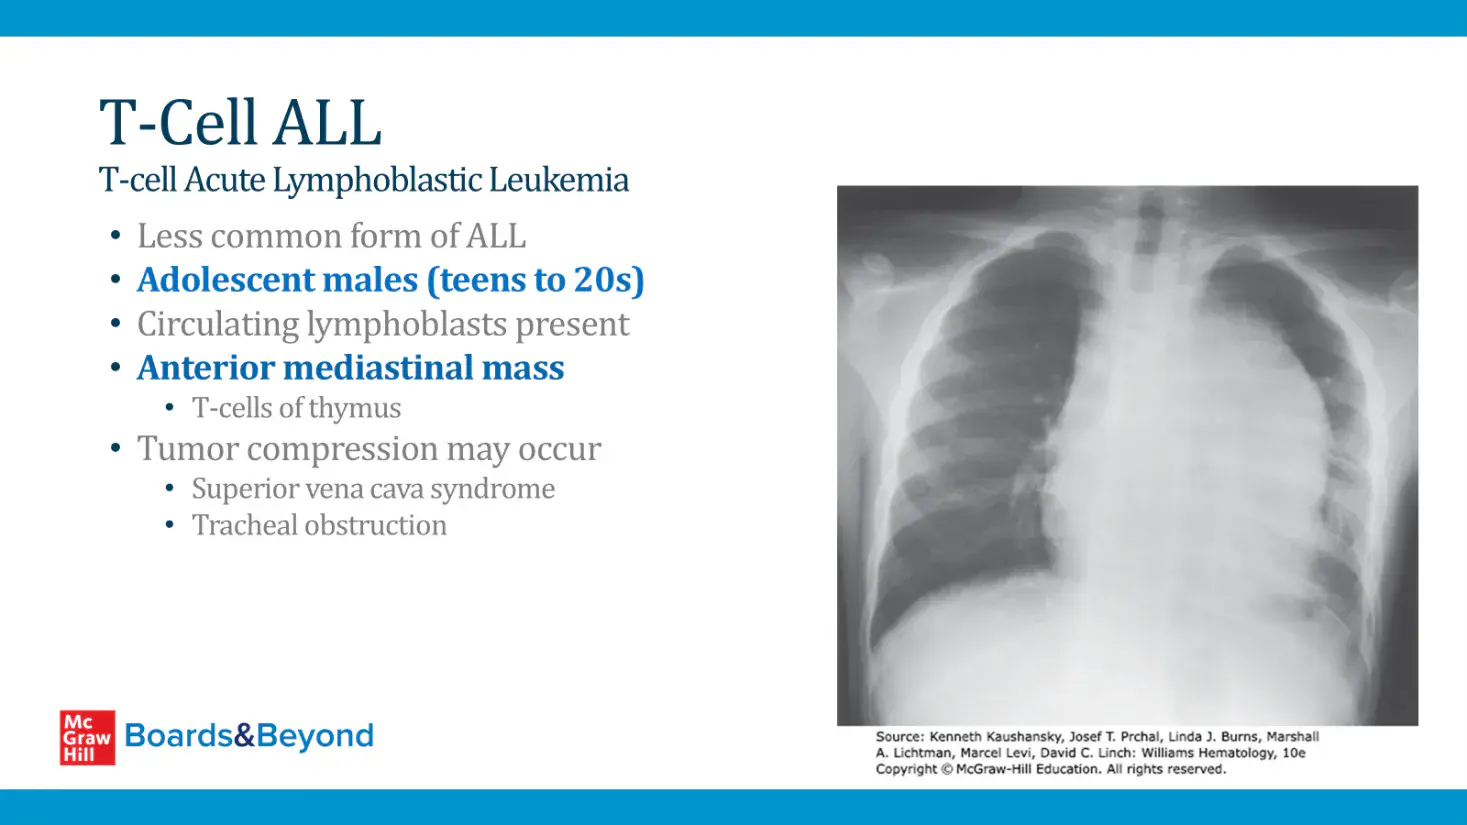 T-Cell ALL
T-cell Acute Lymphoblastic Leukemia
• Less common form of ALL
• Adolescent males (teens to 20s)
• Circulating lymphoblasts present
• Anterior mediastinal mass
• T-cells of thymus
• Tumor compression may occur
• Superior vena cava syndrome
• Tracheal obstruction
Mc
Graw
Hill
Boards&Beyond
Source: Kenneth Kaushansky, Josef T. Prchal, Linda J. Burns, Marshall
A. Lichtman, Marcel Levi, David C. Linch: Williams Hematology, 10e
Copyright © McGraw-Hill Education. All rights reserved.